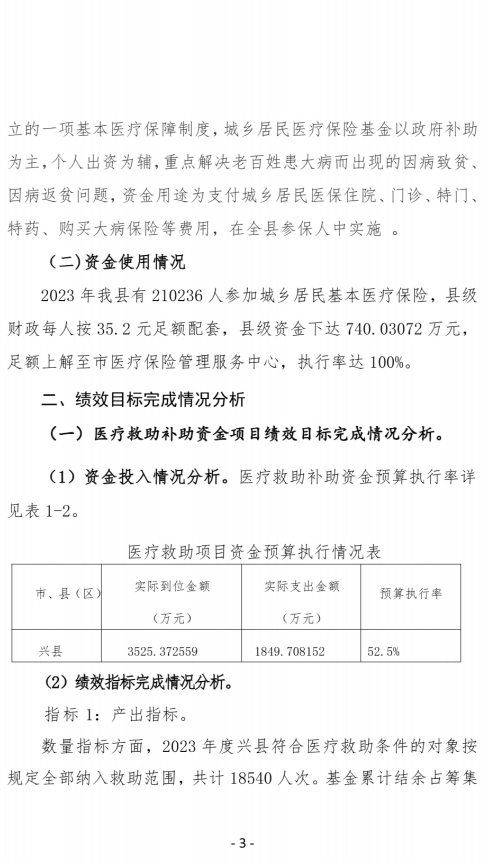 立的一项基本医疗保障制度，城乡居民医疗保险基金以政府补助
为主，个人出资为辅，重点解决老百姓患大病而出现的因病致贫、
因病返贫问题，资金用途为支付城乡居民医保住院、门诊、特门、
特药、购买大病保险等费用，在全县参保人中实施 。
（二)资金使用情况
2023 年我县有 210236 人参加城乡居民基本医疗保险，县级
财政每人按 35.2 元足额配套，县级资金下达 740.03072 万元，
足额上解至市医疗保险管理服务中心，执行率达 100%。
二、绩效目标完成情况分析
（一）医疗救助补助资金项目绩效目标完成情况分析。
（1）资金投入情况分析。医疗救助补助资金预算执行率详
见表 1-2。
医疗救助项目资金预算执行情况表
市、县（区） 实际到位金额（万元） 实际支出金额（万元） 预算执行率
兴县 3525.372559 1849.708152 52.5%
（2）绩效指标完成情况分析。
指标 1：产出指标。
数量指标方面，2023 年度兴县符合医疗救助条件的对象按
规定全部纳入救助范围，共计 18540 人次。基金累计结余占筹集
- 3 -